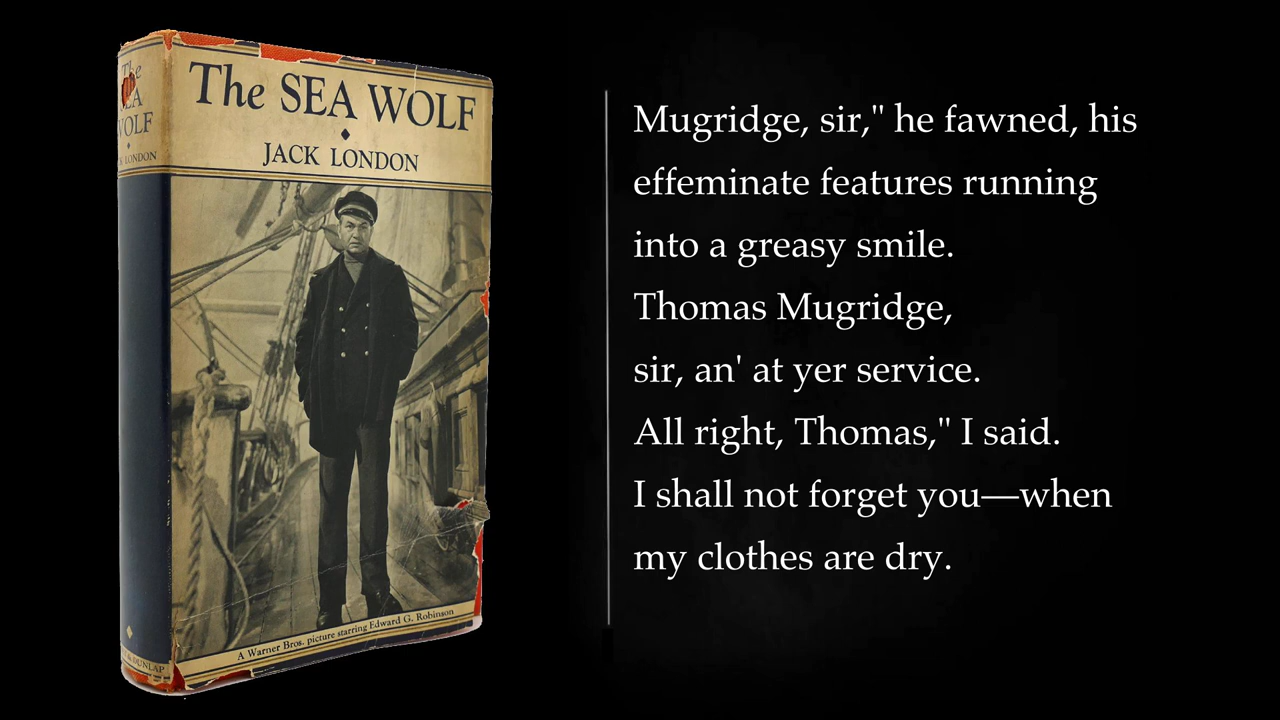 The SEA WOLF
JACK LONDON
The
WOLF
LONDON
A Warner Bros. picture starring Edward G. Robinson
DUNLAP
Mugridge, sir," he fawned, his
effeminate features running
into a greasy smile.
Thomas Mugridge,
sir, an' at yer service.
All right, Thomas," I said.
I shall not forget you—when
my clothes are dry.